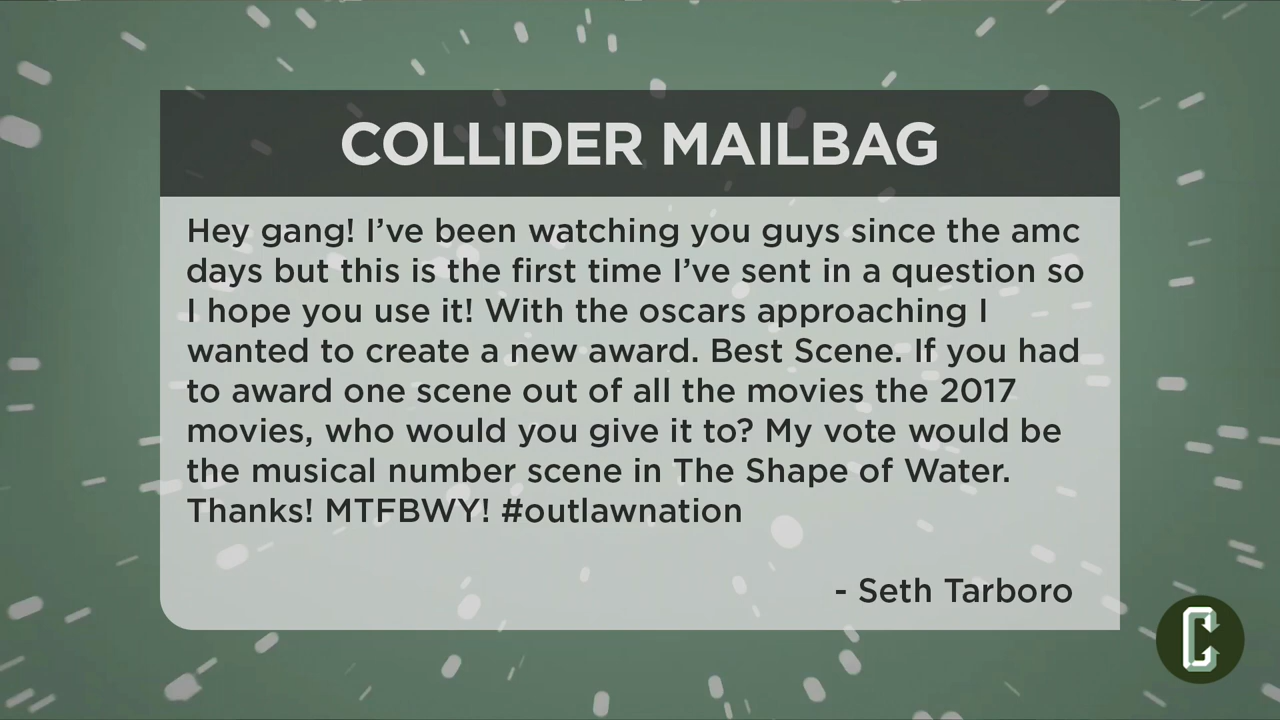 COLLIDER MAILBAG
Hey gang! I’ve been watching you guys since the amc
days but this is the first time I’ve sent in a question so
I hope you use it! With the oscars approaching I
wanted to create a new award. Best Scene. If you had
to award one scene out of all the movies the 2017
movies, who would you give it to? My vote would be
the musical number scene in The Shape of Water.
Thanks! MTFBWY! #outlawnation
- Seth Tarboro
C